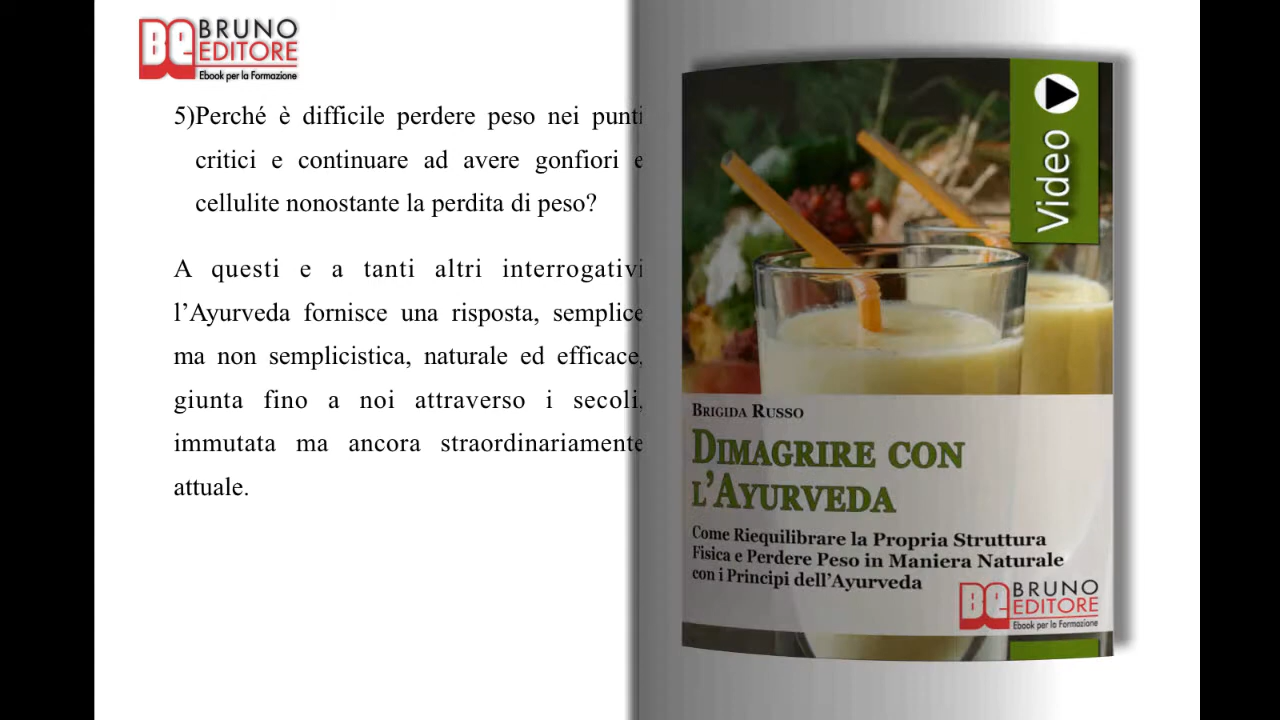 BRUNO
EDITORE
Ebook per la Formazione
5)Perché è difficile perdere peso nei punti
critici e continuare ad avere gonfiori e
cellulite nonostante la perdita di peso?
A questi e a tanti altri interrogativi
l’Ayurveda fornisce una risposta, semplice
ma non semplicistica, naturale ed efficace,
giunta fino a noi attraverso i secoli,
immutata ma ancora straordinariamente
attuale.
Video
BRIGIDA RUSSO
DIMAGRIRE CON
L’AYURVEDA
Come Riequilibrare la Propria Struttura
Fisica e Perdere Peso in Maniera Naturale
con i Principi dell’Ayurveda
BRUNO
EDITORE
Ebook per la Formazione